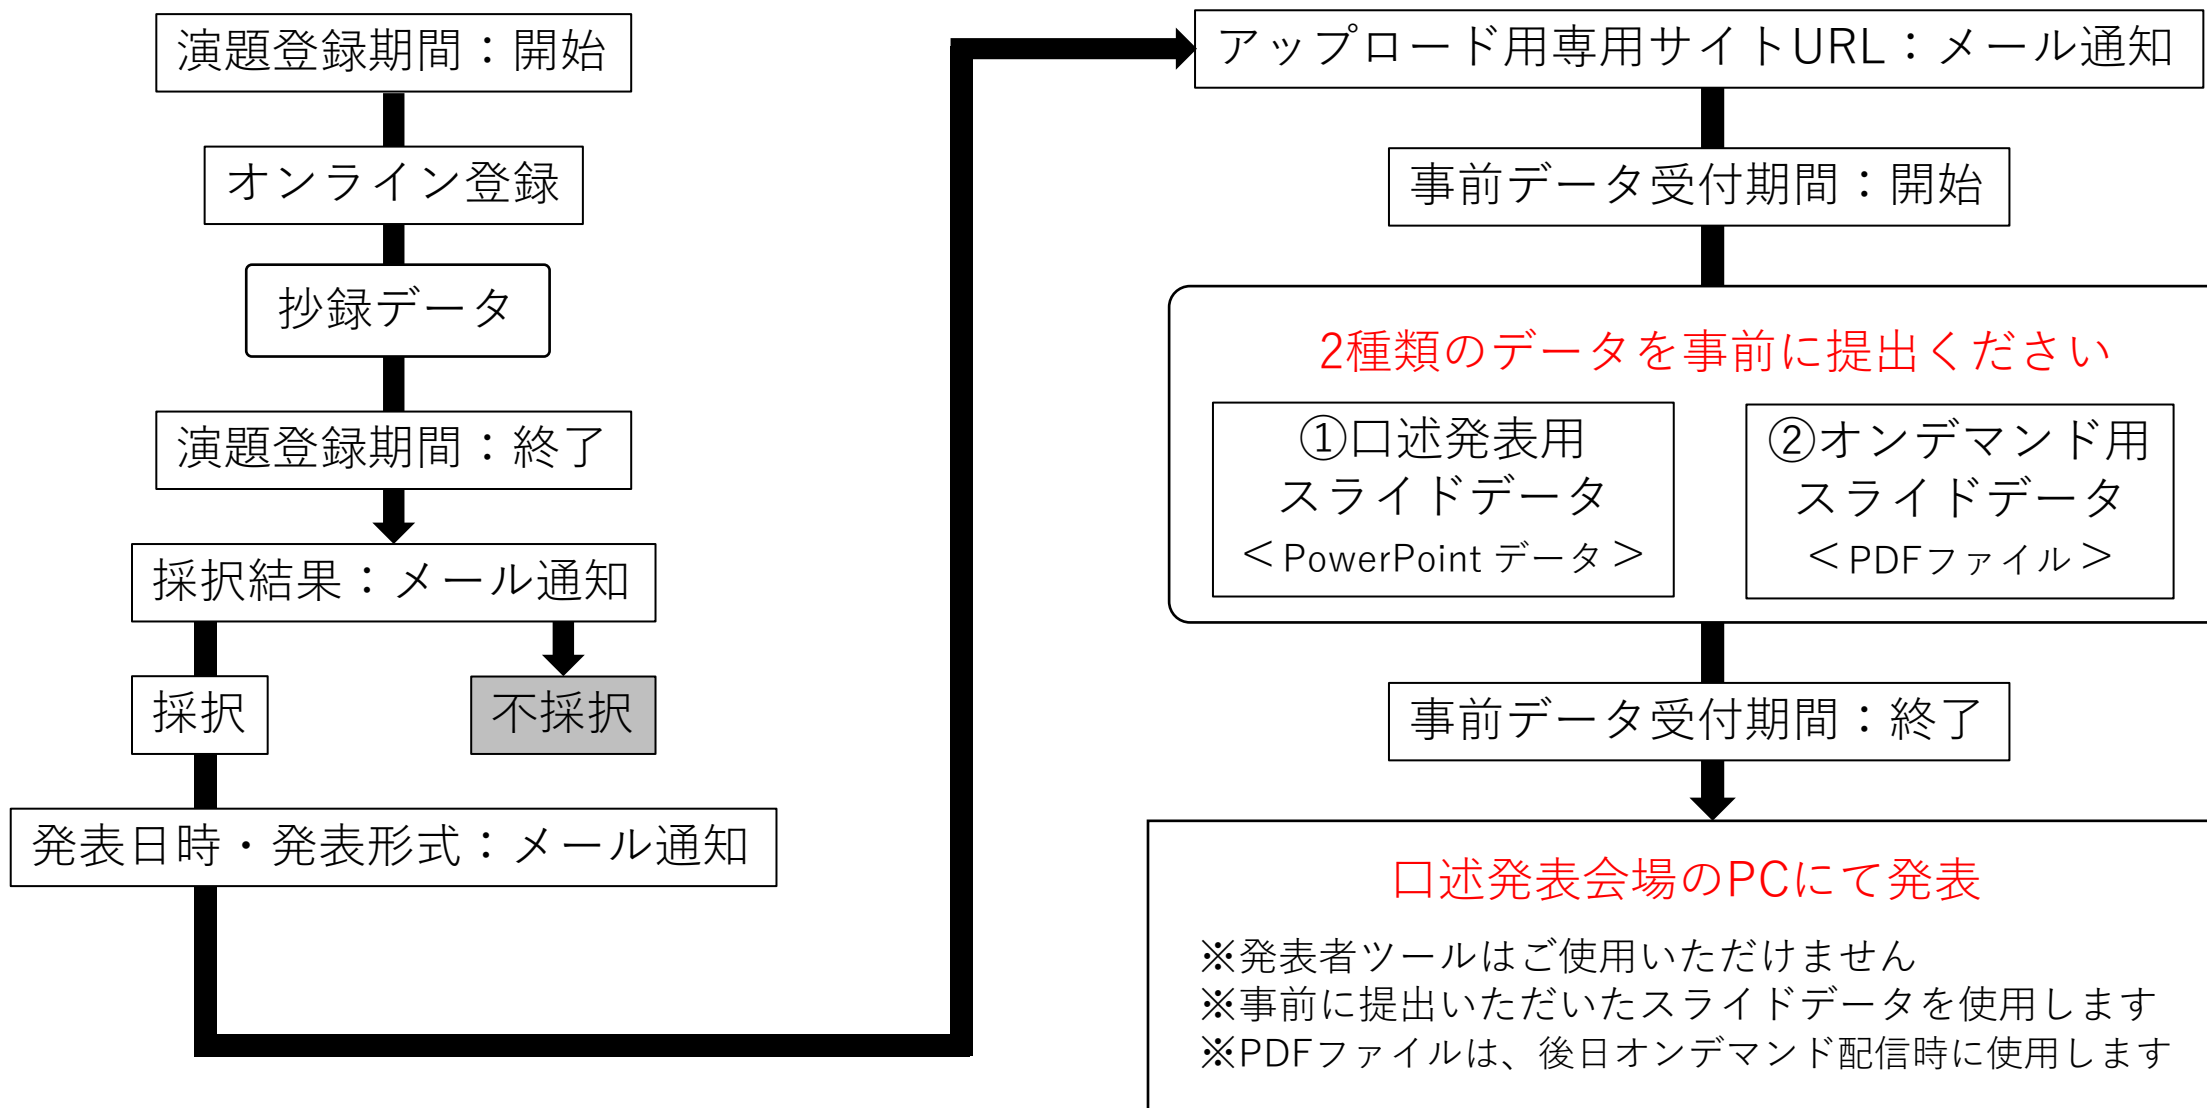 演題登録期間：開始
オンライン登録
抄録データ
演題登録期間：終了
採択結果：メール通知
採択
不採択
発表日時・発表形式：メール通知
アップロード用専用サイトURL：メール通知
事前データ受付期間：開始
2種類のデータを事前に提出ください
①口述発表用
スライドデータ
＜PowerPoint データ＞
②オンデマンド用
スライドデータ
＜PDFファイル＞
事前データ受付期間：終了
口述発表会場のPCにて発表
※発表者ツールはご使用いただけません
※事前に提出いただいたスライドデータを使用します
※PDFファイルは、後日オンデマンド配信時に使用します